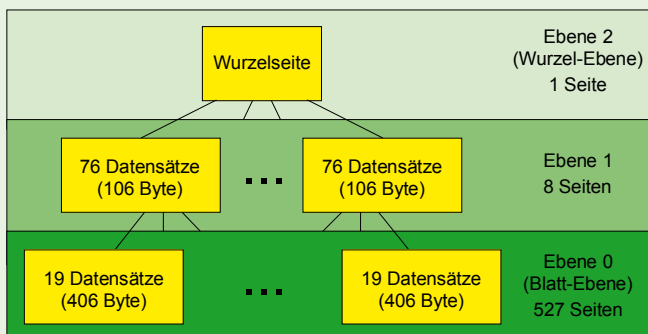 Wurzelseite
Ebene 2
(Wurzel-Ebene)
1 Seite
76 Datensätze
(106 Byte)
...
76 Datensätze
(106 Byte)
Ebene 1
8 Seiten
19 Datensätze
(406 Byte)
...
19 Datensätze
(406 Byte)
Ebene 0
(Blatt-Ebene)
527 Seiten